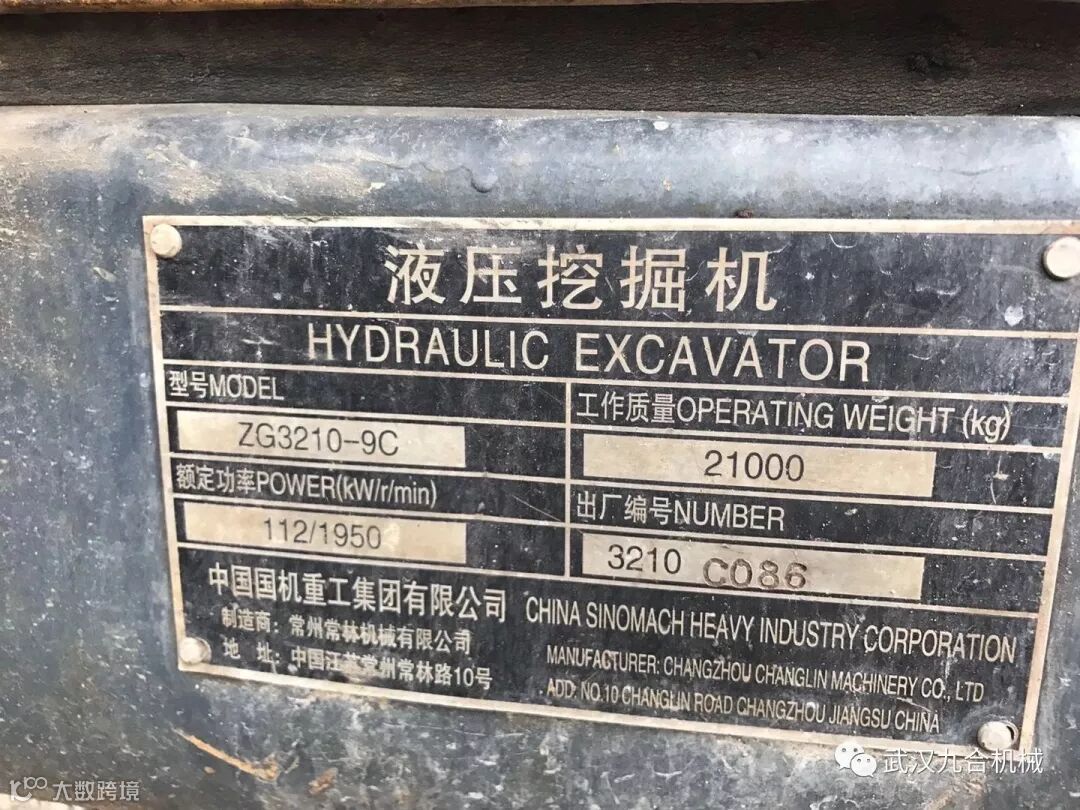 液压挖掘机
HYDRAULIC EXCAVATOR
型号MODEL
ZG3210-9C
工作质量OPERATING WEIGHT (kg)
21000
额定功率POWER(kW/r/min)
112/1950
出厂编号NUMBER
3210 C086
中国国机重工集团有限公司
CHINA SINOMACH HEAVY INDUSTRY CORPORATION
制造商：常州常林机械有限公司
MANUFACTURER: CHANGZHOU CHANGLIN MACHINERY CO., LTD
地 址：中国江苏常州常林路10号
ADD: NO.10 CHANGLIN ROAD CHANGZHOU JIANGSU CHINA
武汉九合机械
大数跨境